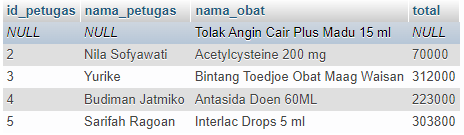 id_petugas nama_petugas nama_obat total
NULL NULL Tolak Angin Cair Plus Madu 15 ml NULL
2 Nila Sofyawati Acetylcysteine 200 mg 70000
3 Yurike Bintang Toedjoe Obat Maag Waisan 312000
4 Budiman Jatmiko Antasida Doen 60ML 223000
5 Sarifah Ragoan Interlac Drops 5 ml 303800